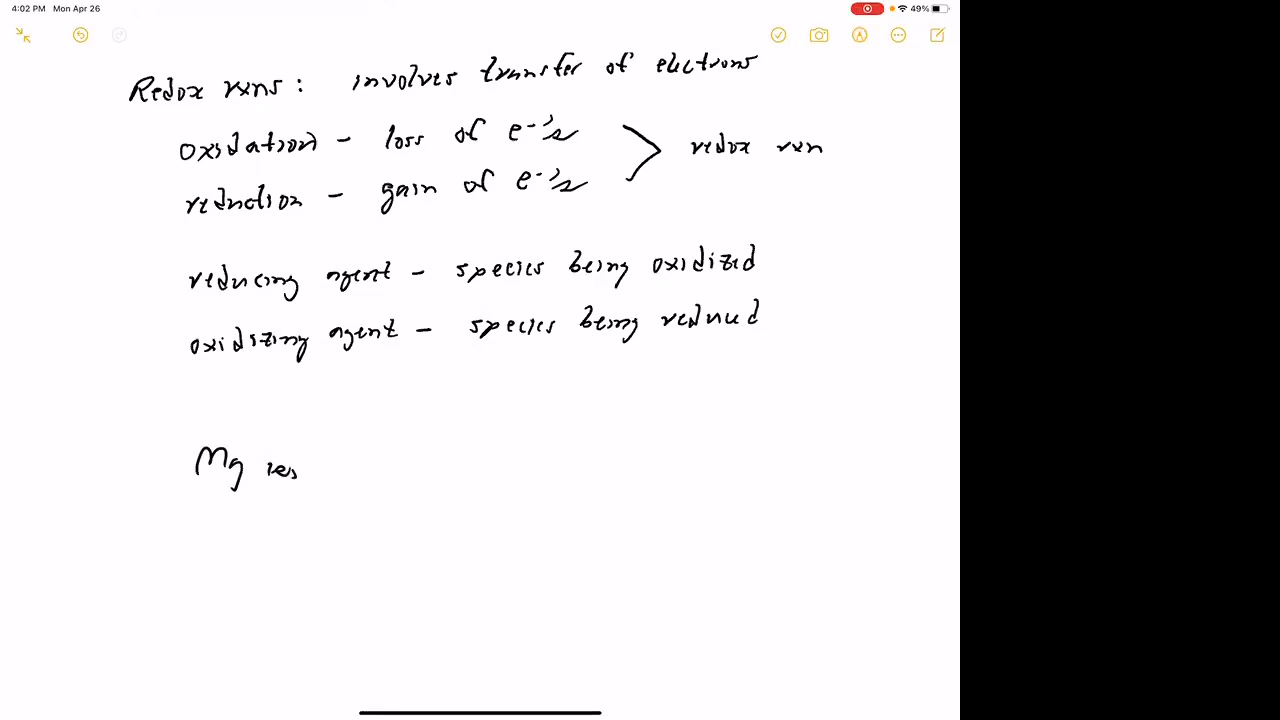 4:02 PM Mon Apr 26
49%
Redox rxns: involves transfer of electrons
oxidation - loss of e-'s
reduction - gain of e-'s
redox rxn
reducing agent - species being oxidized
oxidizing agent - species being reduced
Mg